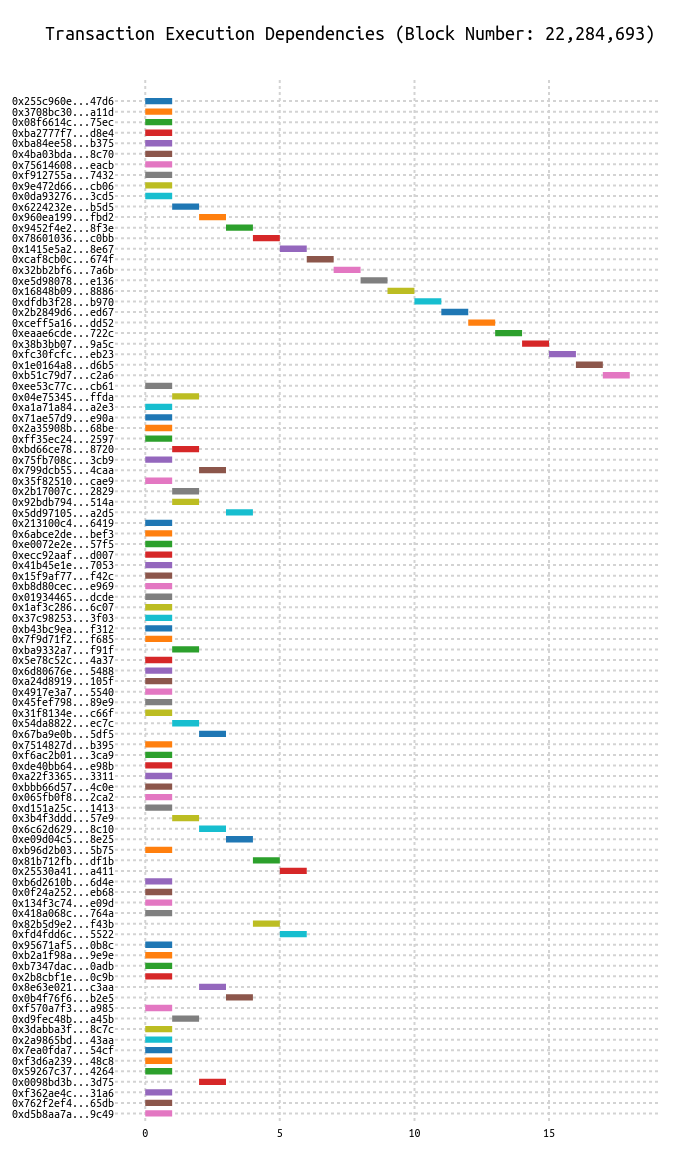 Transaction Execution Dependencies (Block Number: 22,284,693)
0x255c960e...47d6
0x3708bc30...a11d
0x08f6614c...75ec
0xba2777f7...d8e4
0xba84ee58...b375
0x4ba03bda...8c70
0x75614608...eacb
0xf912755a...7432
0x9e472d66...cb06
0x0da93276...3cd5
0x6224232e...b5d5
0x960ea199...fbd2
0x9452f4e2...8f3e
0x78601036...c0bb
0x1415e5a2...8e67
0xcaf8cb0c...674f
0x32bb2bf6...7a6b
0xe5d98078...e136
0x16848b09...8886
0xdfdb3f28...b970
0x2b2849d6...ed67
0xceff5a16...dd52
0xeaae6cde...722c
0x38b3bb07...9a5c
0xfc30fcfc...eb23
0x1e0164a8...d6b5
0xb51c79d7...c2a6
0xee53c77c...cb61
0x04e75345...ffda
0xa1a71a84...a2e3
0x71ae57d9...e90a
0x2a35908b...68be
0xff35ec24...2597
0xbd66ce78...8720
0x75fb708c...3cb9
0x799dcb55...4caa
0x35f82510...cae9
0x2b17007c...2829
0x92bdb794...514a
0x5dd97105...a2d5
0x213100c4...6419
0x6abce2de...bef3
0xe0072e2e...57f5
0xecc92aaf...d007
0x41b45e1e...7053
0x15f9af77...f42c
0xb8d80cec...e969
0x01934465...dcde
0x1af3c286...6c07
0x37c98253...3f03
0xb43bc9ea...f312
0x7f9d71f2...f685
0xba9332a7...f91f
0x5e78c52c...4a37
0x6d80676e...5488
0xa24d8919...105f
0x4917e3a7...5540
0x45fef798...89e9
0x31f8134e...c66f
0x54da8822...ec7c
0x67ba9e0b...5df5
0x7514827d...b395
0xf6ac2b01...3ca9
0xde40bb64...e98b
0xa22f3365...3311
0xbbb66d57...4c0e
0x065fb0f8...2ca2
0xd151a25c...1413
0x3b4f3ddd...57e9
0x6c62d629...8c10
0xe09d04c5...8e25
0xb96d2b03...5b75
0x81b712fb...df1b
0x25530a41...a411
0xb6d2610b...6d4e
0x0f24a252...eb68
0x134f3c74...e09d
0x418a068c...764a
0x82b5d9e2...f43b
0xfd4fdd6c...5522
0x95671af5...0b8c
0xb2a1f98a...9e9e
0xb7347dac...0adb
0x2b8cbf1e...0c9b
0x8e63e021...c3aa
0x0b4f76f6...b2e5
0xf570a7f3...a985
0xd9fec48b...a45b
0x3dabba3f...8c7c
0x2a9865bd...43aa
0x7ea0fda7...54cf
0xf3d6a239...48c8
0x59267c37...4264
0x0098bd3b...3d75
0xf362ae4c...31a6
0x762f2ef4...65db
0xd5b8aa7a...9c49
0 5 10 15